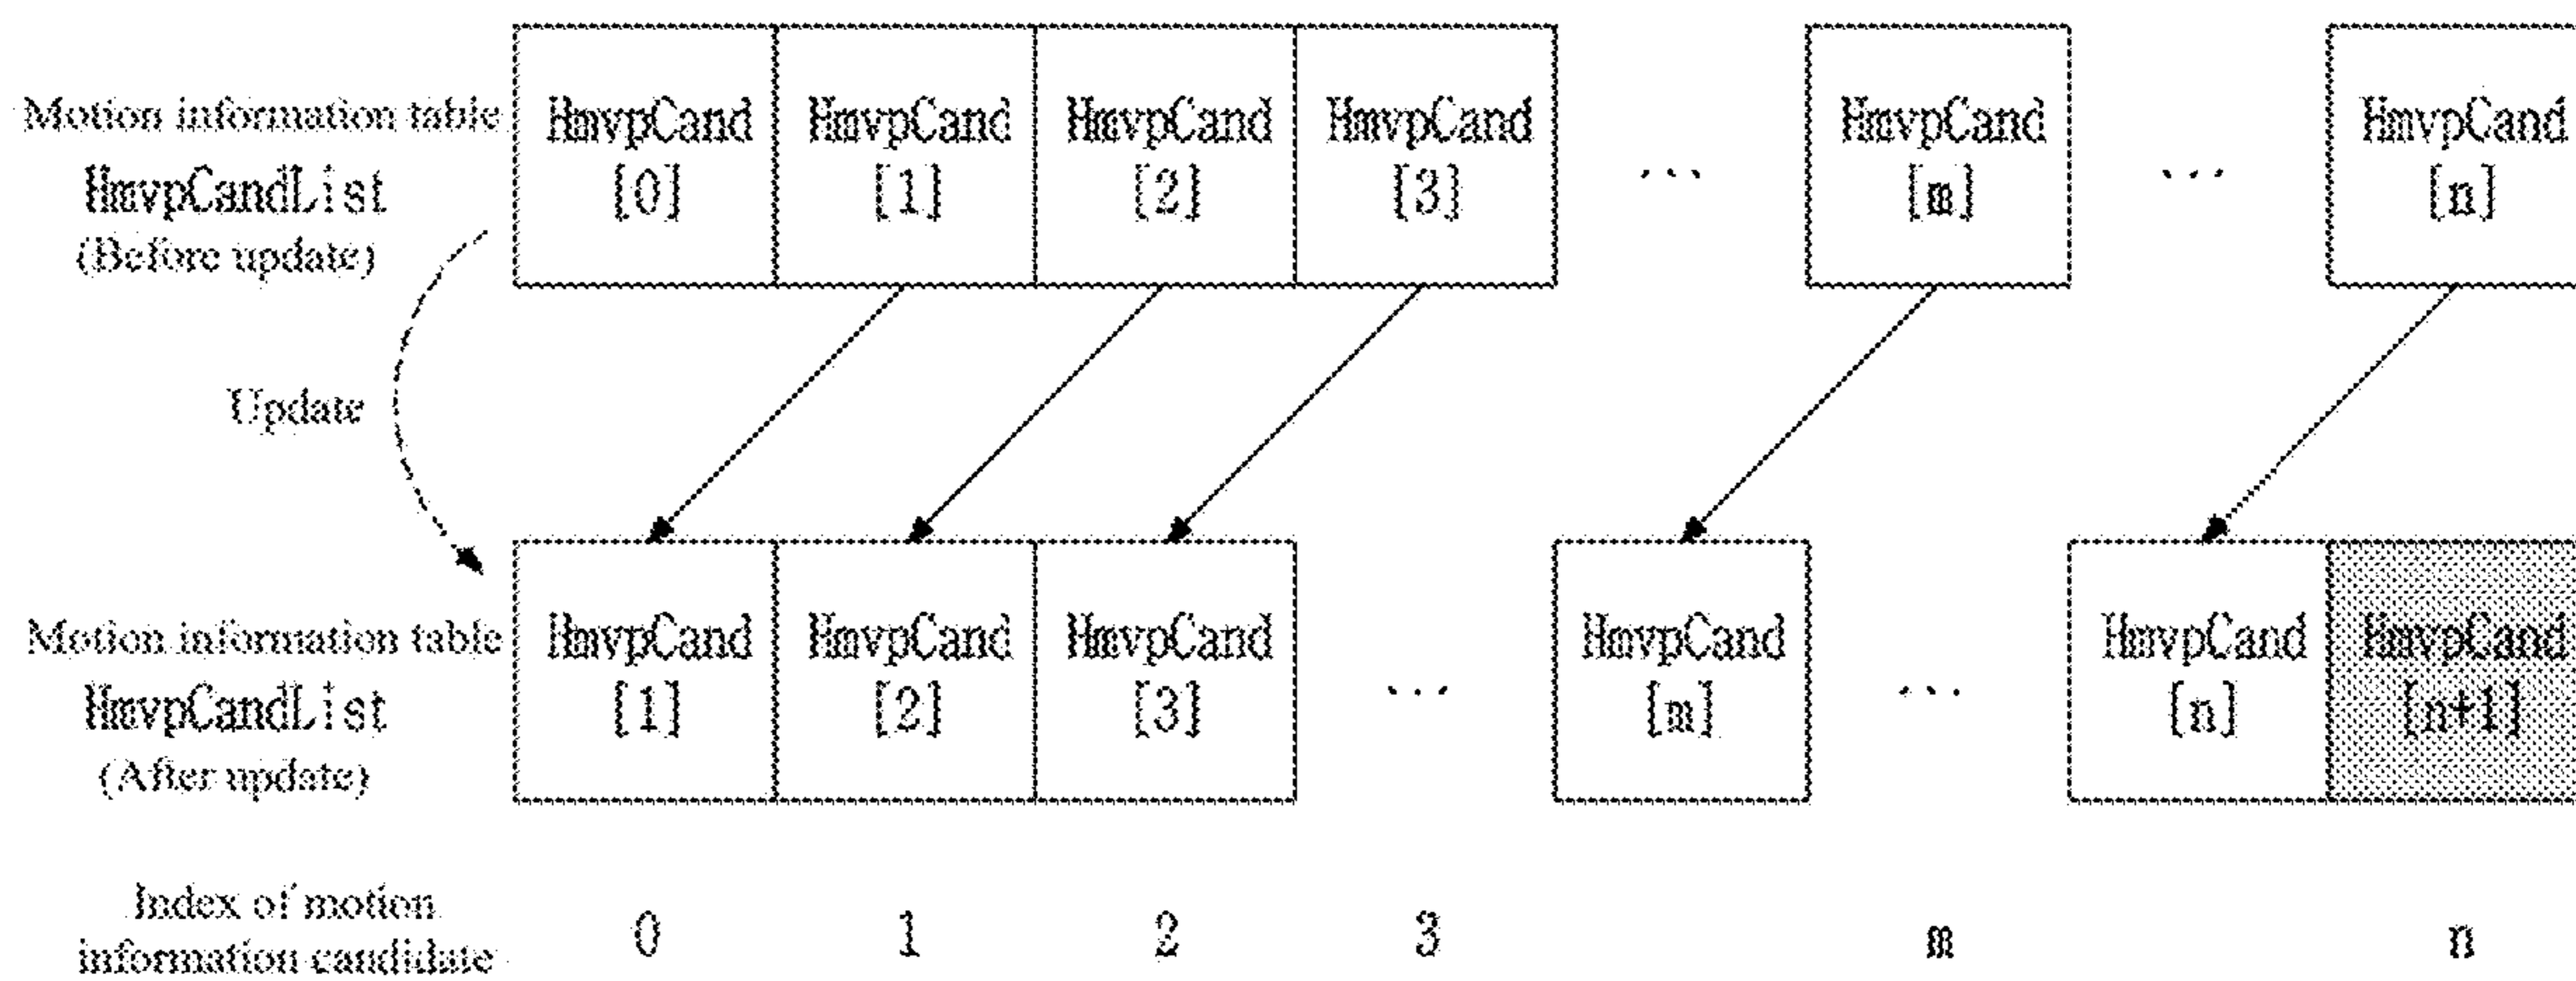 Motion information table
HmvpCandList
(Before update)
HmvpCand
[0]
HmvpCand
[1]
HmvpCand
[2]
HmvpCand
[3]
...
HmvpCand
[m]
...
HmvpCand
[n]
Update
Motion information table
HmvpCandList
(After update)
HmvpCand
[1]
HmvpCand
[2]
HmvpCand
[3]
...
HmvpCand
[m]
...
HmvpCand
[n]
HmvpCand
[n+1]
Index of motion
information candidate
0 1 2 3 m n